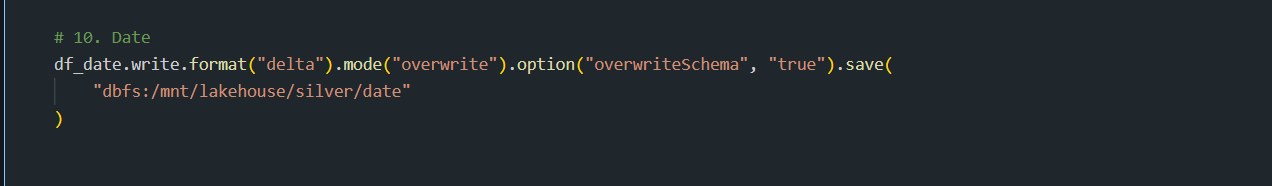 # 10. Date
df_date.write.format("delta").mode("overwrite").option("overwriteSchema", "true").save(
    "dbfs:/mnt/lakehouse/silver/date"
)